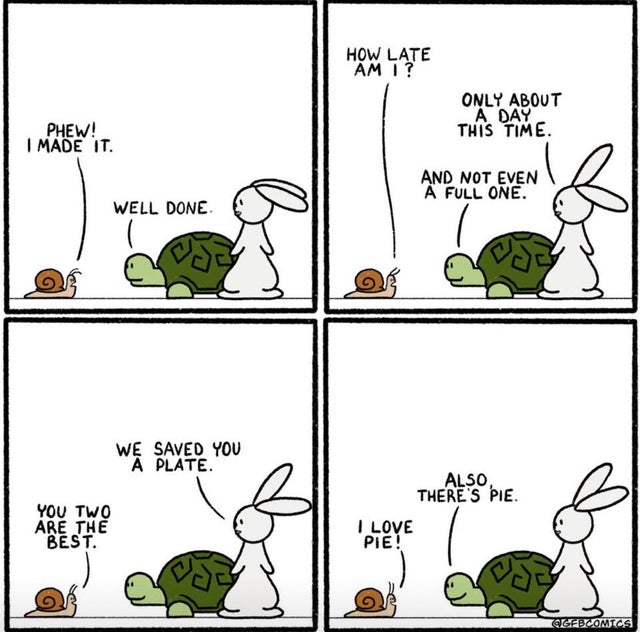 PHEW!
I MADE IT.
WELL DONE.
HOW LATE
AM I?
ONLY ABOUT
A DAY
THIS TIME.
AND NOT EVEN
A FULL ONE.
WE SAVED YOU
A PLATE.
YOU TWO
ARE THE
BEST.
ALSO,
THERE'S PIE.
I LOVE
PIE!
@GFBCOMICS